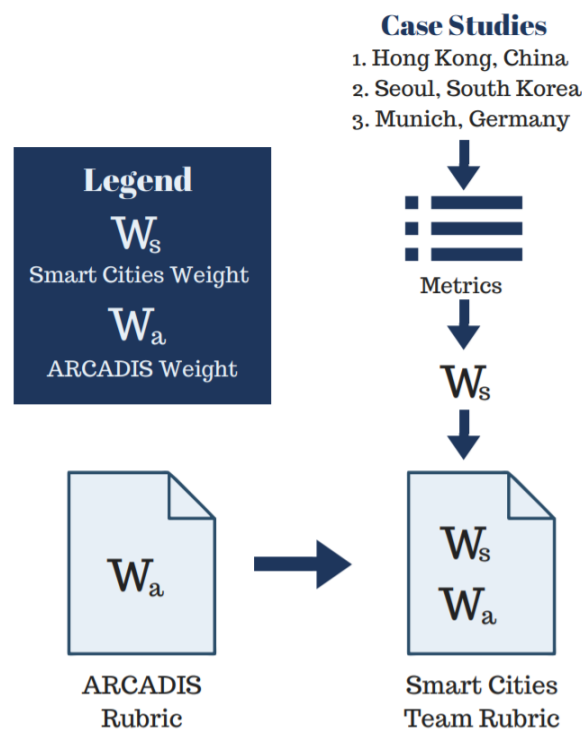 Case Studies
1. Hong Kong, China
2. Seoul, South Korea
3. Munich, Germany
Legend
Ws
Smart Cities Weight
Wa
ARCADIS Weight
Metrics
Ws
Wa
Ws
Wa
ARCADIS
Rubric
Smart Cities
Team Rubric